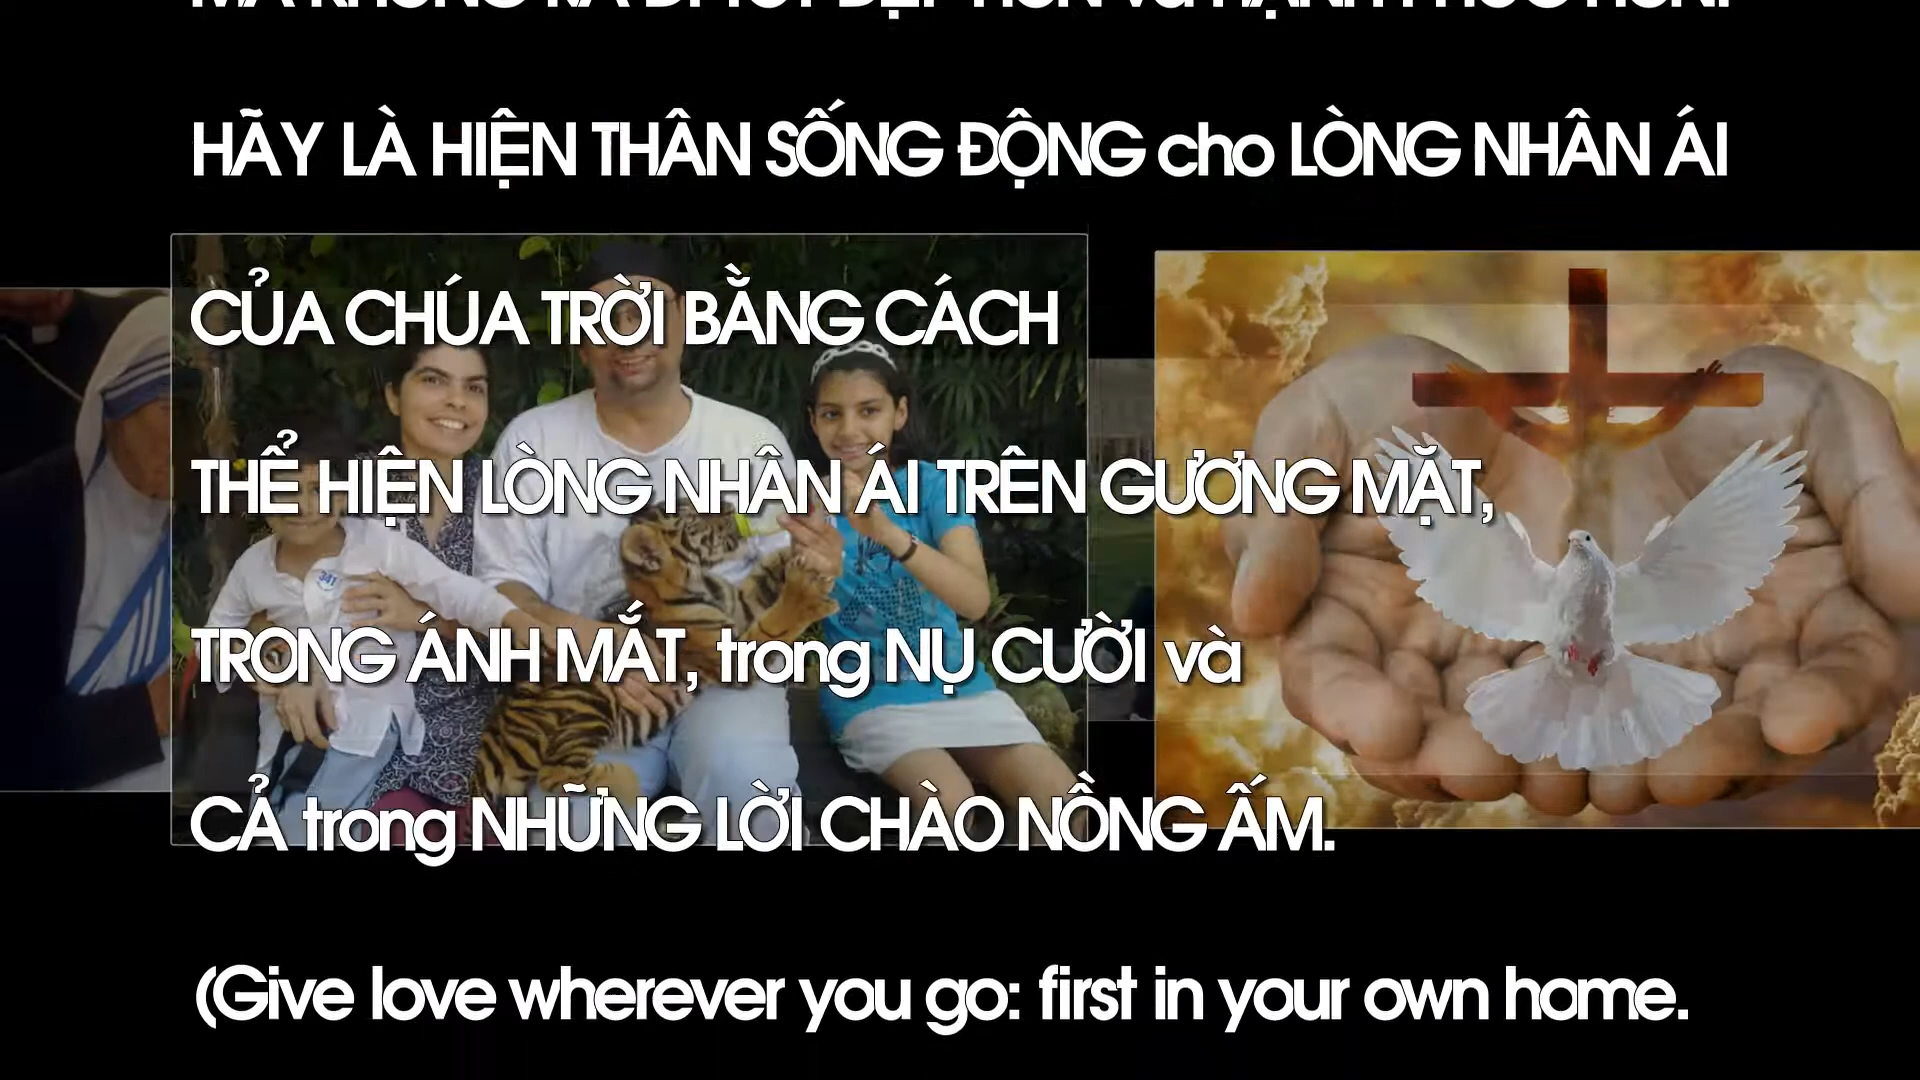 HÃY LÀ HIỆN THÂN SỐNG ĐỘNG cho LÒNG NHÂN ÁI
CỦA CHÚA TRỜI BẰNG CÁCH
THỂ HIỆN LÒNG NHÂN ÁI TRÊN GƯƠNG MẶT,
TRONG ÁNH MẮT, trong NỤ CƯỜI và
CẢ trong NHỮNG LỜI CHÀO NỒNG ẤM.
(Give love wherever you go: first in your own home.
341